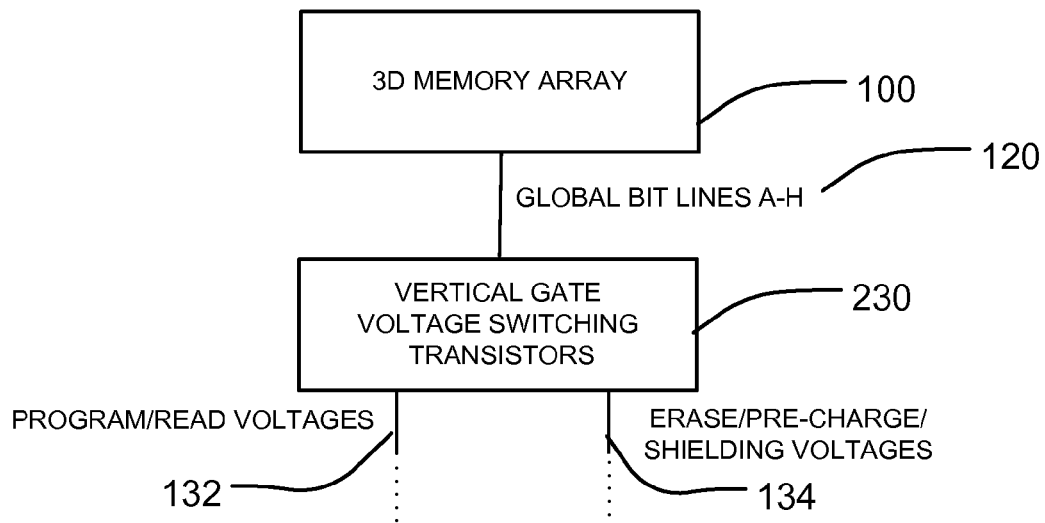 3D MEMORY ARRAY
100
GLOBAL BIT LINES A-H
120
VERTICAL GATE
VOLTAGE SWITCHING
TRANSISTORS
230
PROGRAM/READ VOLTAGES
132
ERASE/PRE-CHARGE/
SHIELDING VOLTAGES
134